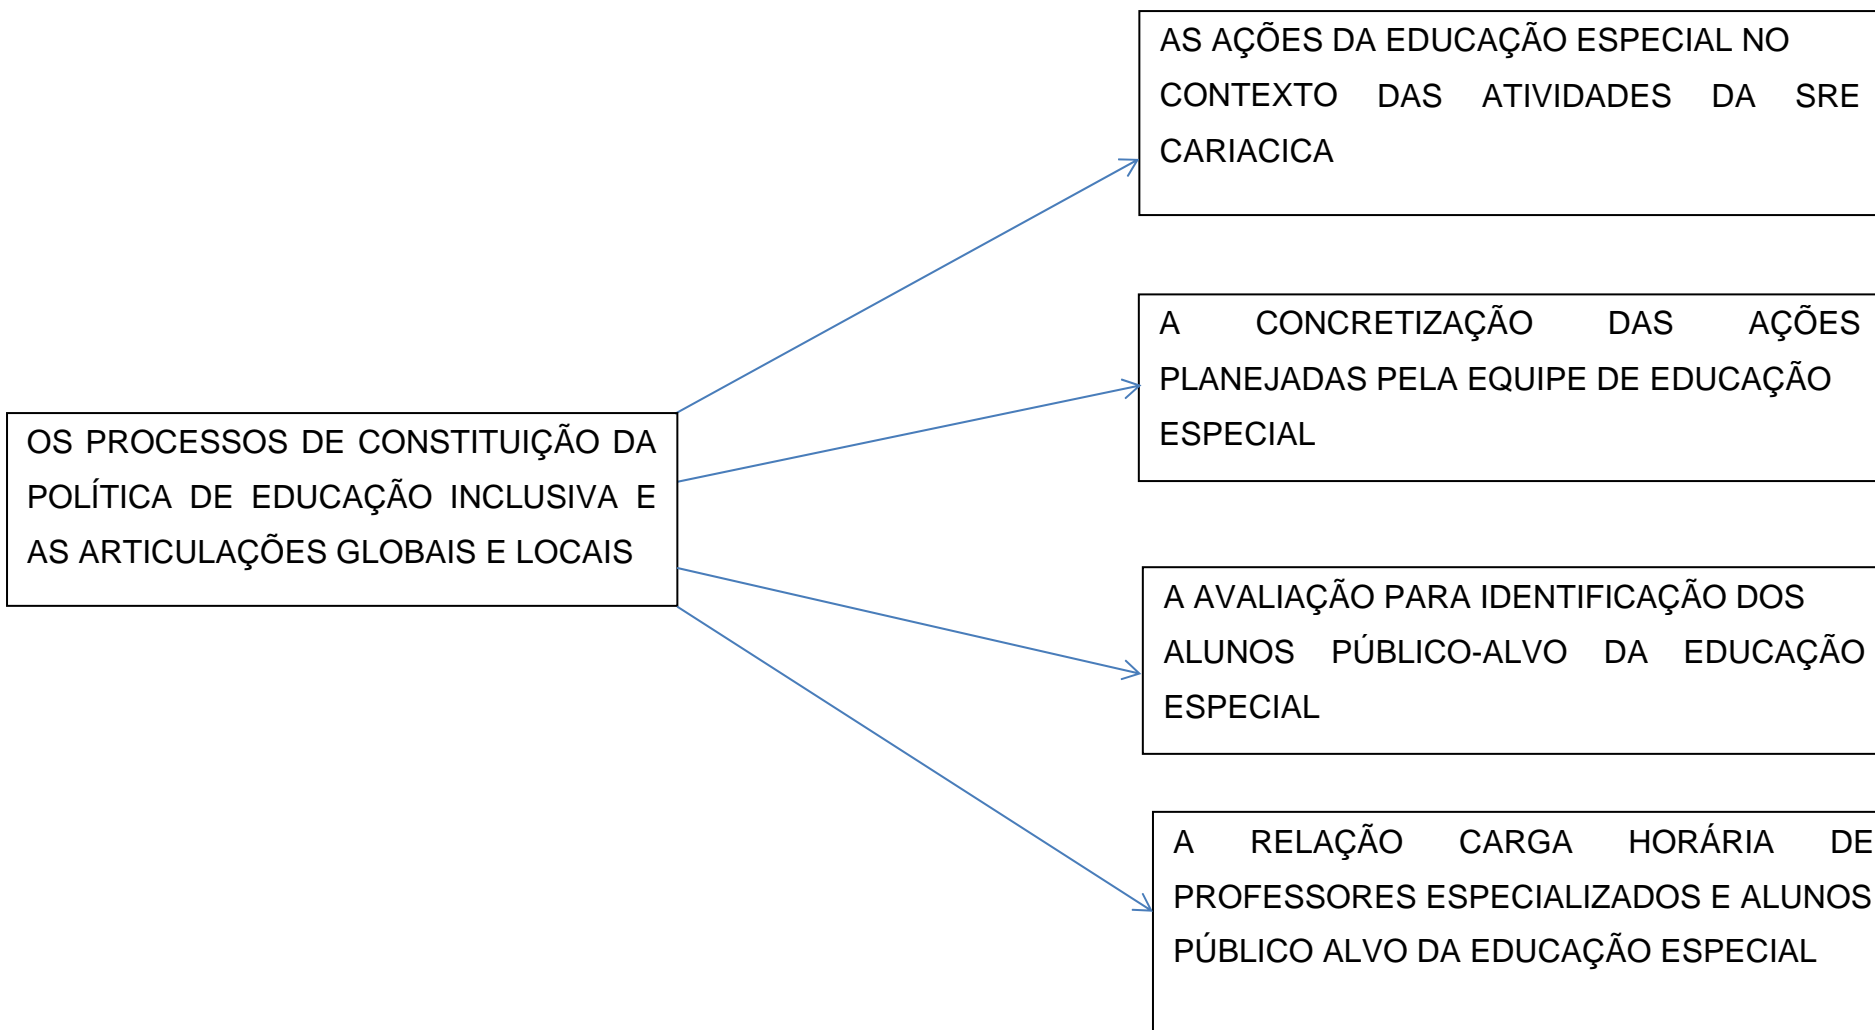 AS AÇÕES DA EDUCAÇÃO ESPECIAL NO
CONTEXTO DAS ATIVIDADES DA SRE
CARIACICA
A CONCRETIZAÇÃO DAS AÇÕES
PLANEJADAS PELA EQUIPE DE EDUCAÇÃO
ESPECIAL
OS PROCESSOS DE CONSTITUIÇÃO DA
POLÍTICA DE EDUCAÇÃO INCLUSIVA E
AS ARTICULAÇÕES GLOBAIS E LOCAIS
A AVALIAÇÃO PARA IDENTIFICAÇÃO DOS
ALUNOS PÚBLICO-ALVO DA EDUCAÇÃO
ESPECIAL
A RELAÇÃO CARGA HORÁRIA DE
PROFESSORES ESPECIALIZADOS E ALUNOS
PÚBLICO ALVO DA EDUCAÇÃO ESPECIAL